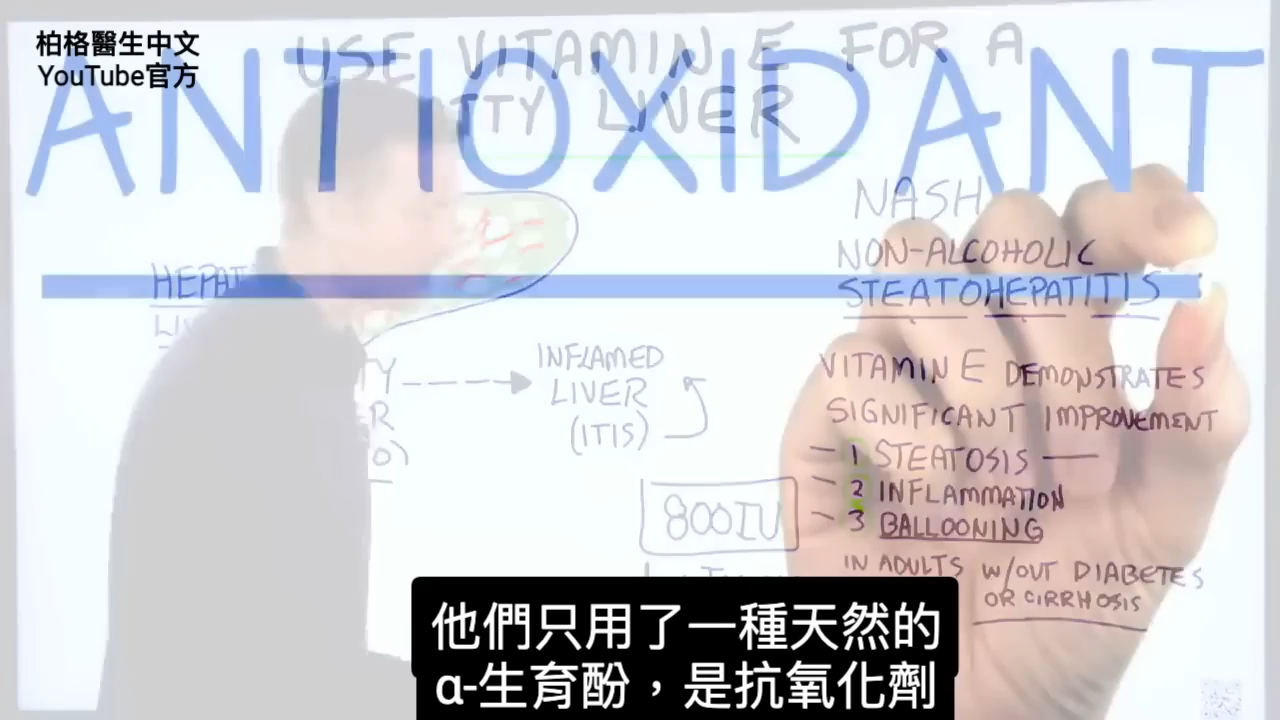 柏格醫生中文
YouTube官方
ANTIOXIDANT
USE VITAMIN E FOR A
LIVER
NASH
NON-ALCOHOLIC
STEATOHEPATITIS
INFLAMED
LIVER
(ITIS)
800IU
VITAMIN E DEMONSTRATES
SIGNIFICANT IMPROVEMENT
1 STEATOSIS
2 INFLAMMATION
3 BALLOONING
IN ADULTS W/OUT DIABETES
OR CIRRHOSIS
他們只用了一種天然的
α-生育酚，是抗氧化劑